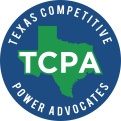 TEXAS COMPETITIVE
TCPA
POWER ADVOCATES